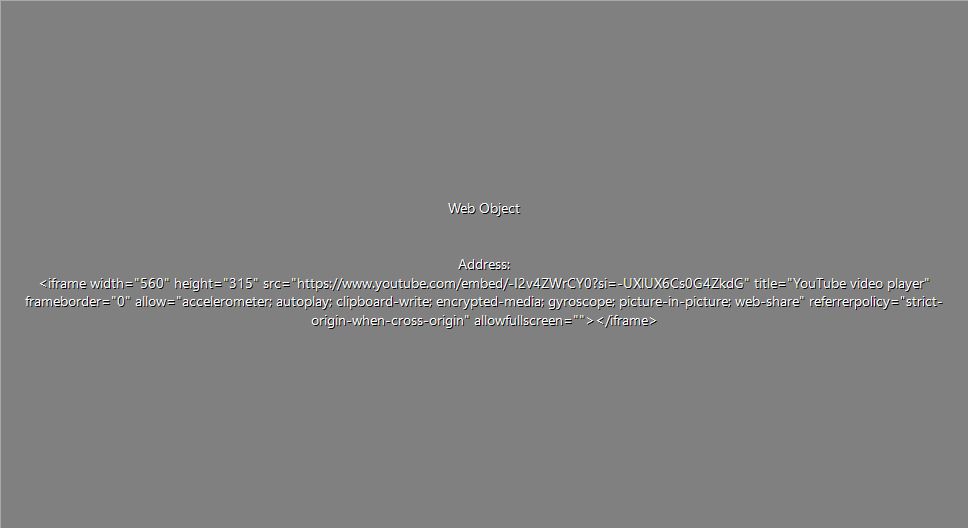 Web Object
Address:
<iframe width="560" height="315" src="https://www.youtube.com/embed/-I2v4ZWrCY0?si=-UXlUX6Cs0G4ZkdG" title="YouTube video player"
frameborder="0" allow="accelerometer; autoplay; clipboard-write; encrypted-media; gyroscope; picture-in-picture; web-share" referrerpolicy="strict-
origin-when-cross-origin" allowfullscreen=""></iframe>